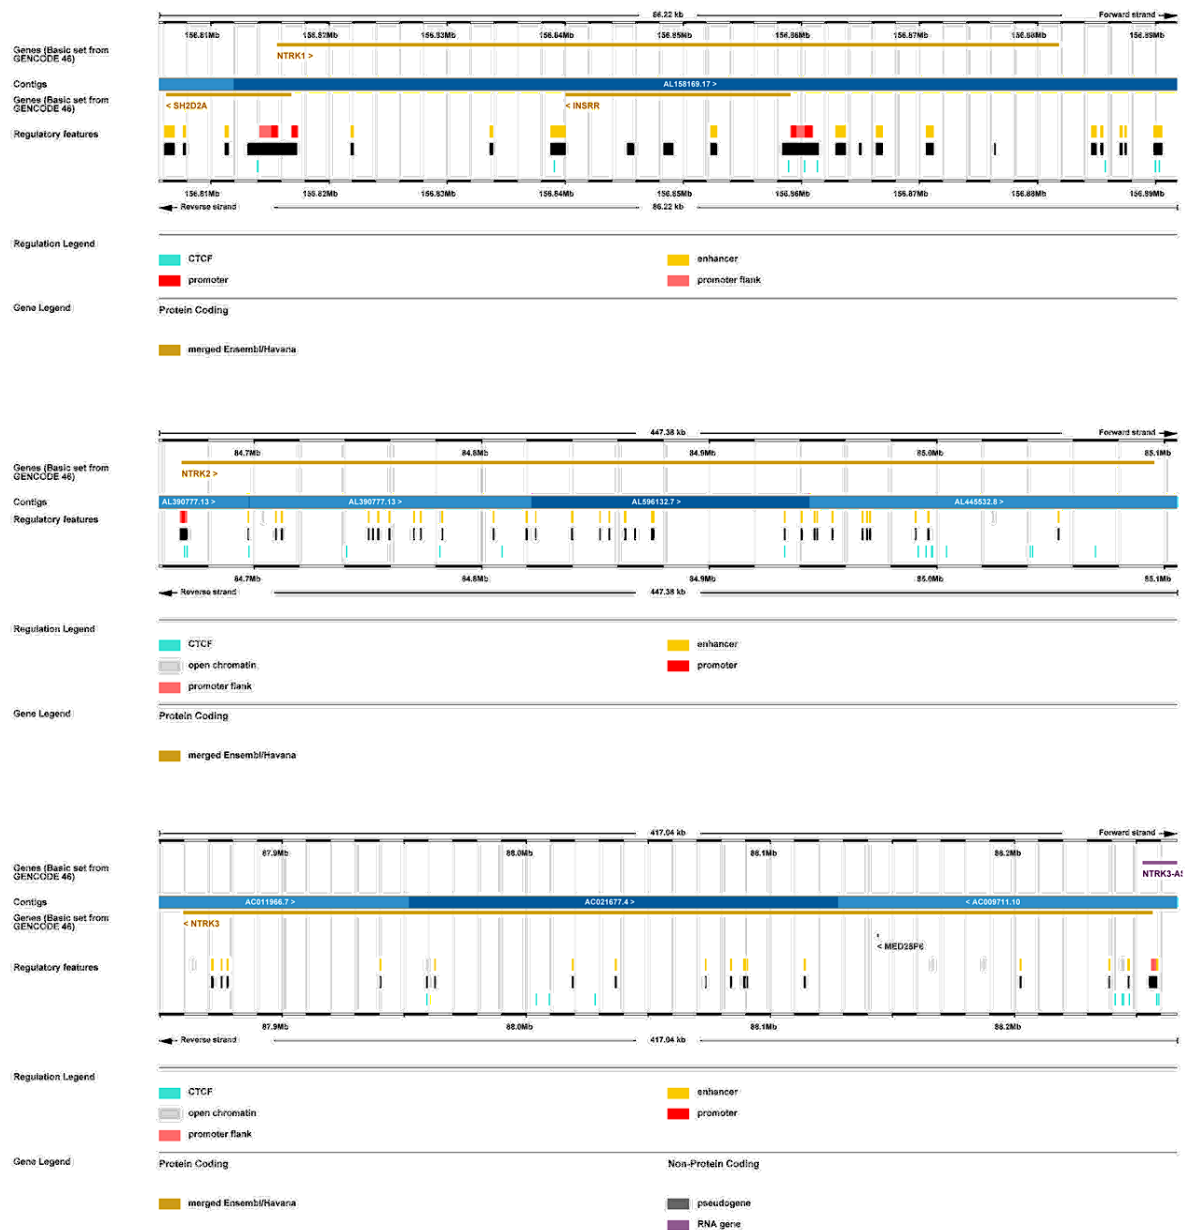 86.22 kb Forward strand
156.81Mb 156.82Mb 156.83Mb 156.84Mb 156.85Mb 156.86Mb 156.87Mb 156.88Mb 156.89Mb
Genes (Basic set from
GENCODE 46)
NTRK1 >
Contigs AL158169.17 >
Genes (Basic set from
GENCODE 46)
< SH2D2A < INSRR
Regulatory features
156.81Mb 156.82Mb 156.83Mb 156.84Mb 156.85Mb 156.86Mb 156.87Mb 156.88Mb 156.89Mb
Reverse strand 86.22 kb
Regulation Legend
CTCF enhancer
promoter promoter flank
Gene Legend Protein Coding
merged Ensembl/Havana
447.38 kb Forward strand
84.7Mb 84.8Mb 84.9Mb 85.0Mb 85.1Mb
Genes (Basic set from
GENCODE 46)
NTRK2 >
Contigs AL390777.13 > AL390777.13 > AL596132.7 > AL445532.8 >
Regulatory features
84.7Mb 84.8Mb 84.9Mb 85.0Mb 85.1Mb
Reverse strand 447.38 kb
Regulation Legend
CTCF enhancer
open chromatin promoter
promoter flank
Gene Legend Protein Coding
merged Ensembl/Havana
417.04 kb Forward strand
87.9Mb 88.0Mb 88.1Mb 88.2Mb
Genes (Basic set from
GENCODE 46)
NTRK3-AS
Contigs AC011966.7 > AC021677.4 > < AC009711.10
Genes (Basic set from
GENCODE 46)
< NTRK3
< MED28P6
Regulatory features
87.9Mb 88.0Mb 88.1Mb 88.2Mb
Reverse strand 417.04 kb
Regulation Legend
CTCF enhancer
open chromatin promoter
promoter flank
Gene Legend Protein Coding Non-Protein Coding
merged Ensembl/Havana pseudogene
RNA gene